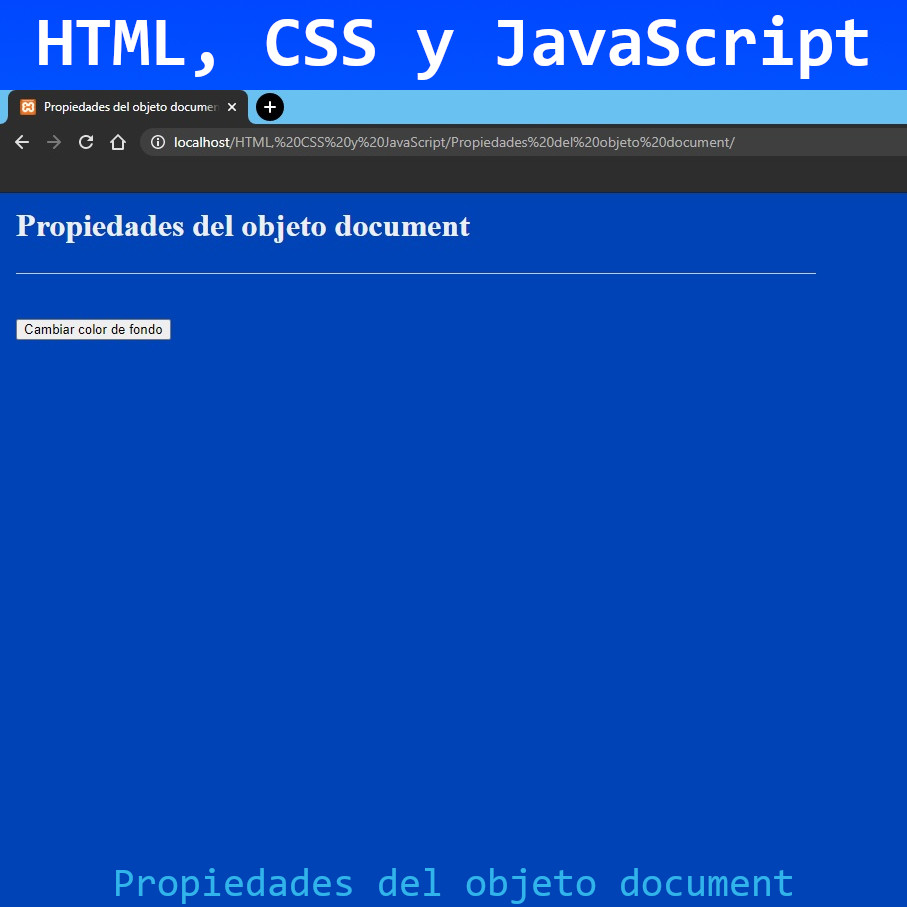 HTML, CSS y JavaScript
Propiedades del objeto documen
localhost/HTML,%20CSS%20y%20JavaScript/Propiedades%20del%20objeto%20document/
Propiedades del objeto document
Cambiar color de fondo
Propiedades del objeto document